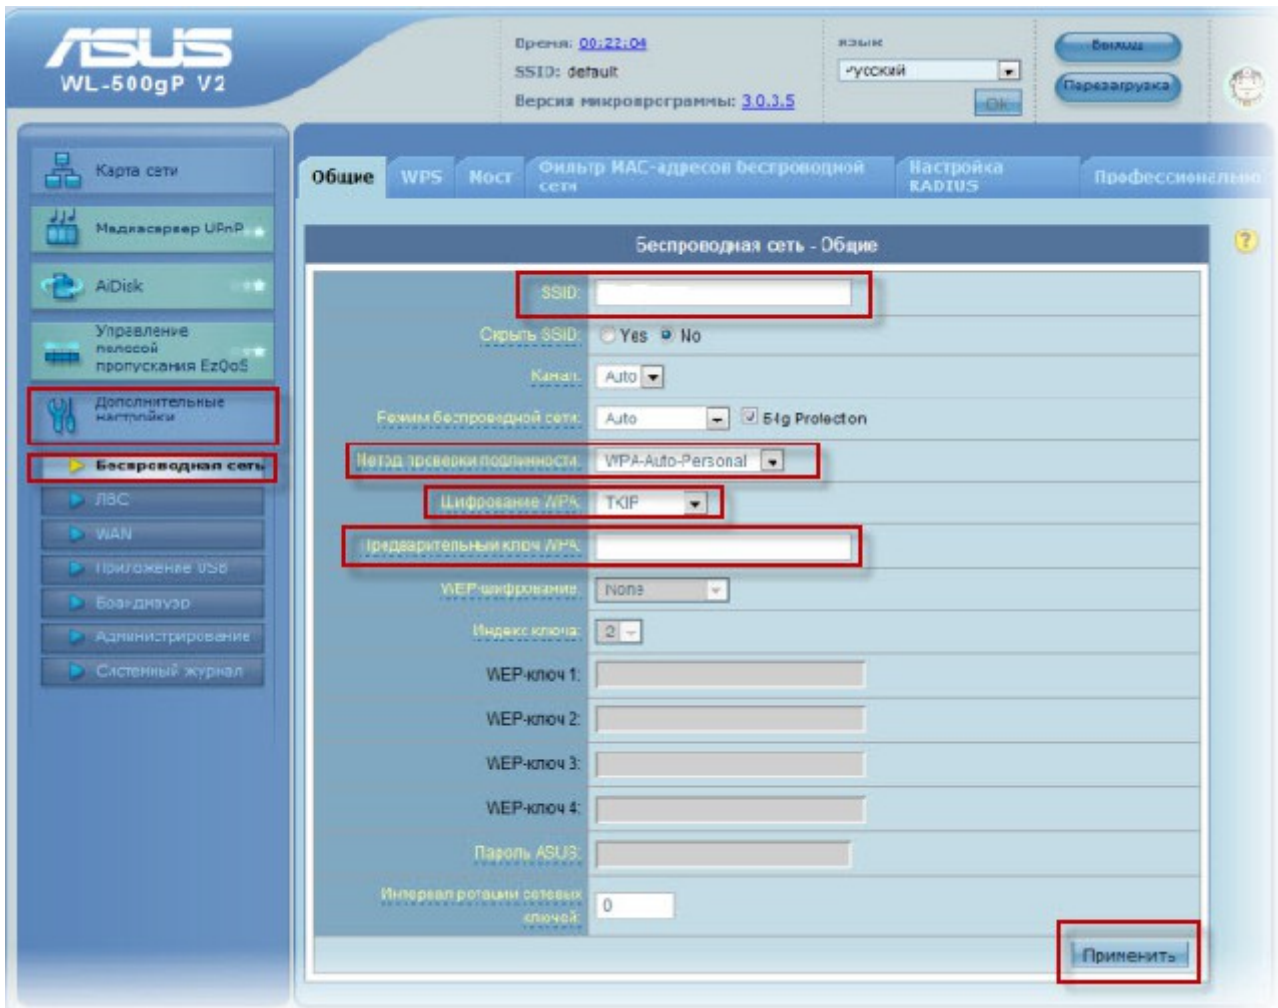 ASUS
WL-500gP V2
Время: 00:22:04
SSID: default
Версия микропрограммы: 3.0.3.5
язык
Русский
Выход
Перезагрузка
Ok
Карта сети
Медиасервер UPnP
AiDisk
Управление
полосой
пропускания EzQoS
Дополнительные
настройки
Беспроводная сеть
ЛВС
WAN
Приложение USB
Брандмауэр
Администрирование
Системный журнал
Общие
WPS
Мост
Фильтр MAC-адресов беспроводной
сети
Настройка
RADIUS
Профессионально
Беспроводная сеть - Общие
?
SSID:
Скрыть SSID: Yes No
Канал: Auto
Режим беспроводной сети: Auto 54g Protection
Метод проверки подлинности: WPA-Auto-Personal
Шифрование WPA: TKIP
Предварительный ключ WPA:
WEP-шифрование: None
Индекс ключа: 2
WEP-ключ 1:
WEP-ключ 2:
WEP-ключ 3:
WEP-ключ 4:
Пароль ASUS:
Интервал ротации сетевых
ключей: 0
Применить